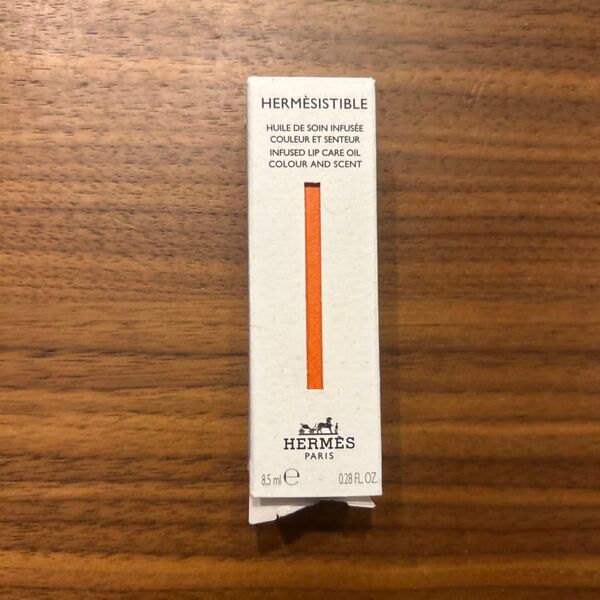 HERMÈSISTIBLE
HUILE DE SOIN INFUSÉE
COULEUR ET SENTEUR
INFUSED LIP CARE OIL
COLOUR AND SCENT
HERMÈS
PARIS
8.5 ml ℮ 0.28 FL.OZ.